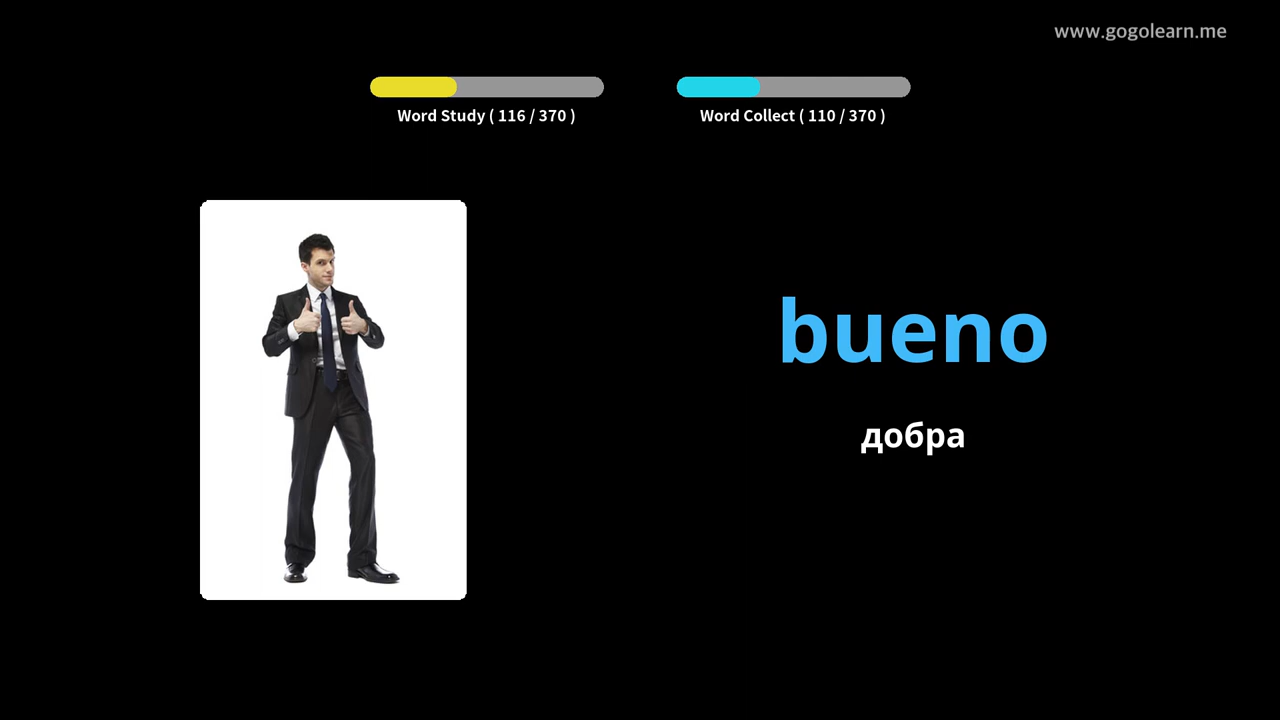 www.gogolearn.me
Word Study ( 116 / 370 )
Word Collect ( 110 / 370 )
bueno
добра